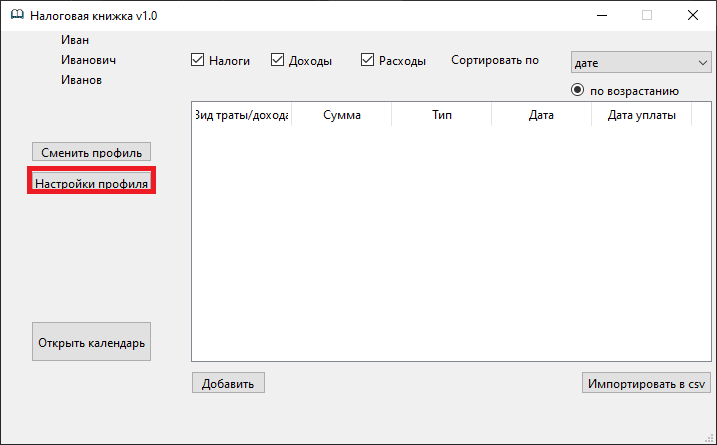 Налоговая книжка v1.0
Иван
Иванович
Иванов
Налоги
Доходы
Расходы
Сортировать по
дате
по возрастанию
Вид траты/дохода
Сумма
Тип
Дата
Дата уплаты
Сменить профиль
Настройки профиля
Открыть календарь
Добавить
Импортировать в csv